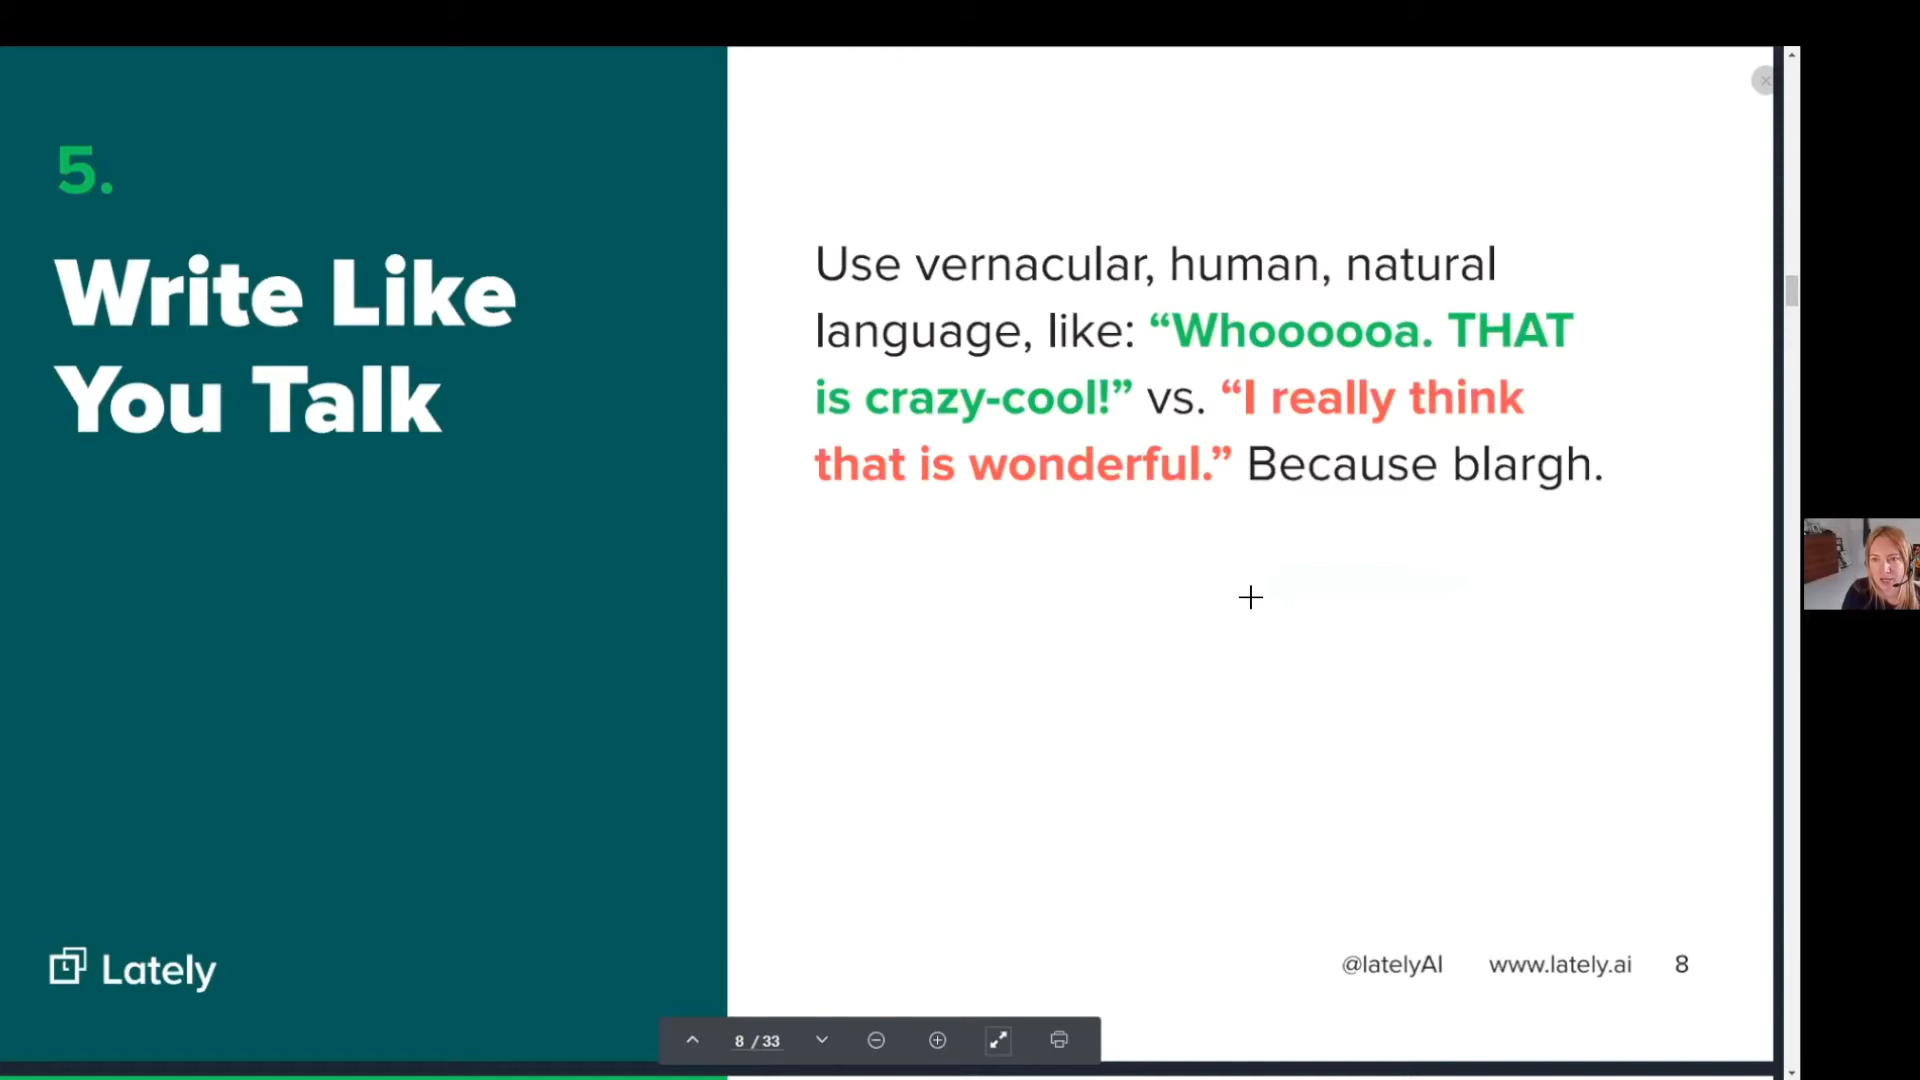 5.
Write Like
You Talk
Use vernacular, human, natural
language, like: “Whoooooa. THAT
is crazy-cool!” vs. “I really think
that is wonderful.” Because blargh.
Lately
@latelyAI www.lately.ai 8
8 / 33